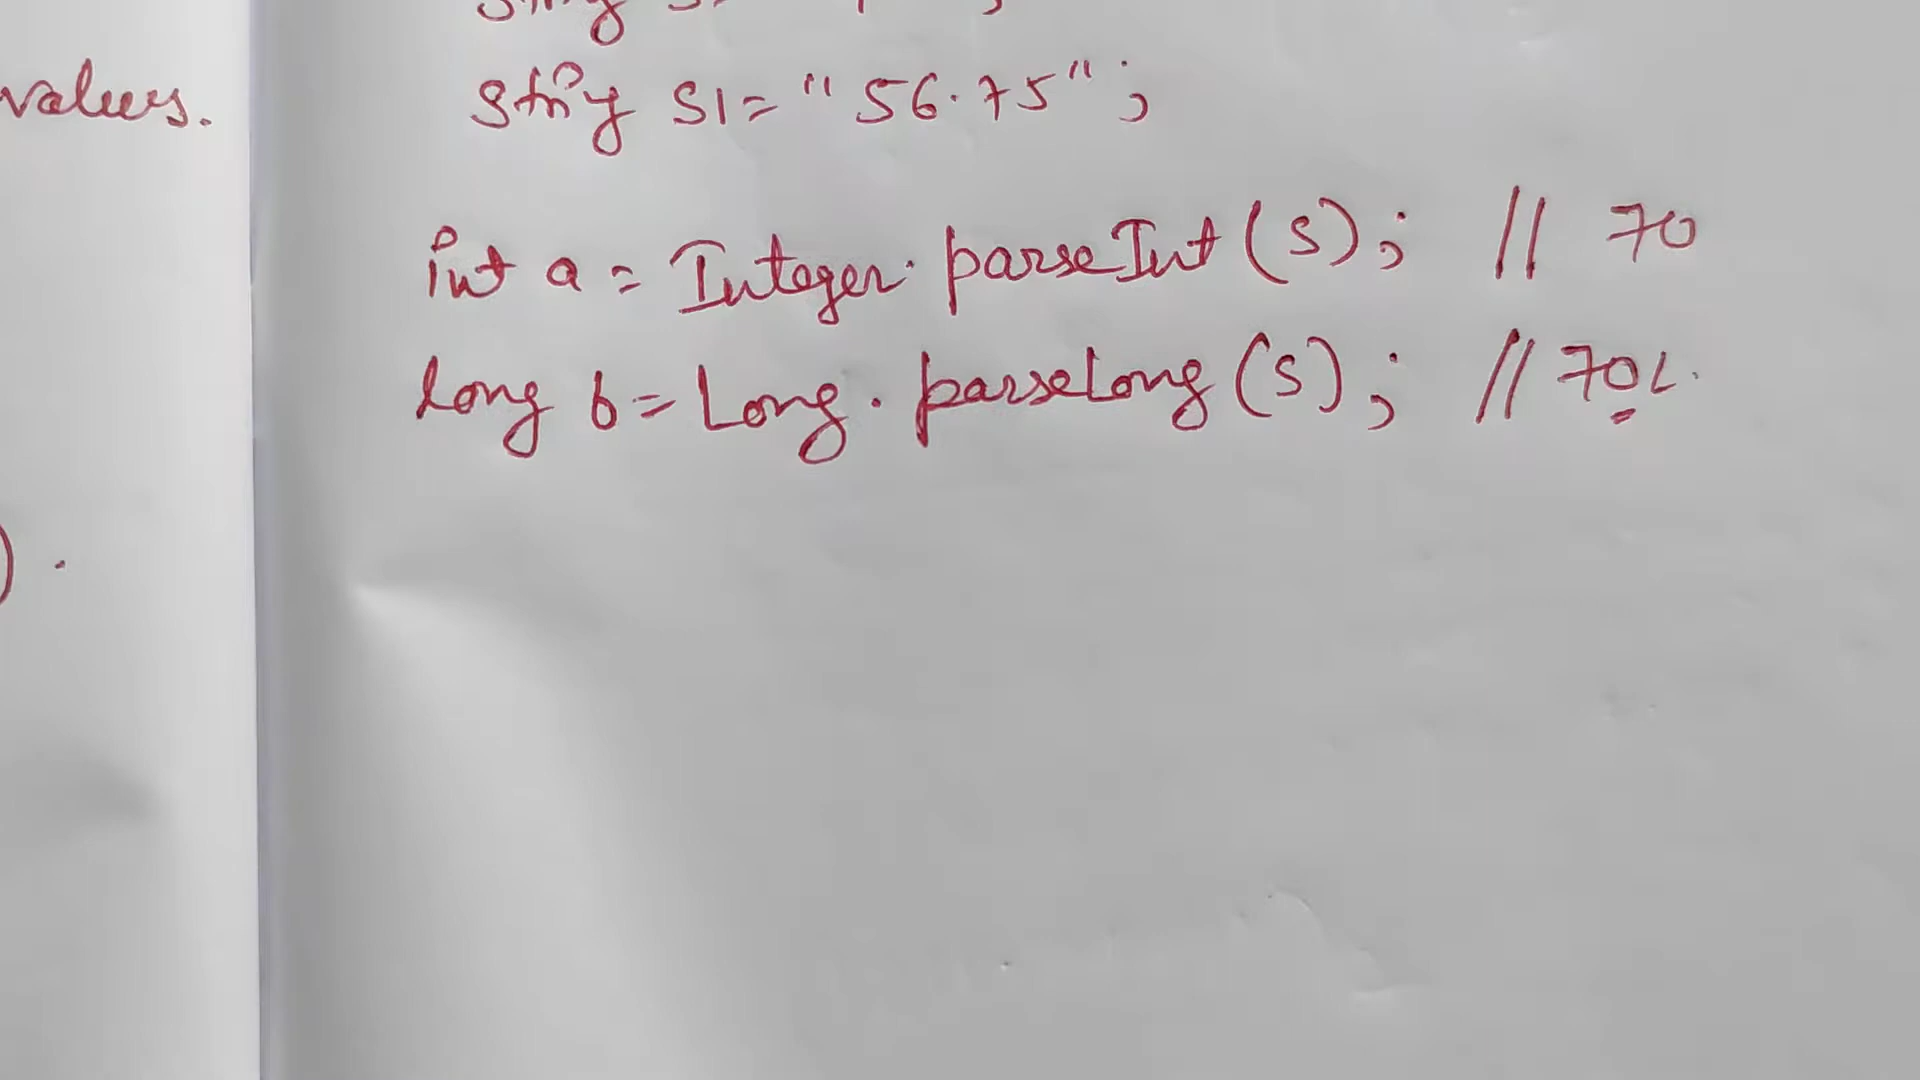 values.
String S1= "56.75";
int a = Integer.parseInt(S); // 70
long b = Long.parseLong(S); // 70L.
).